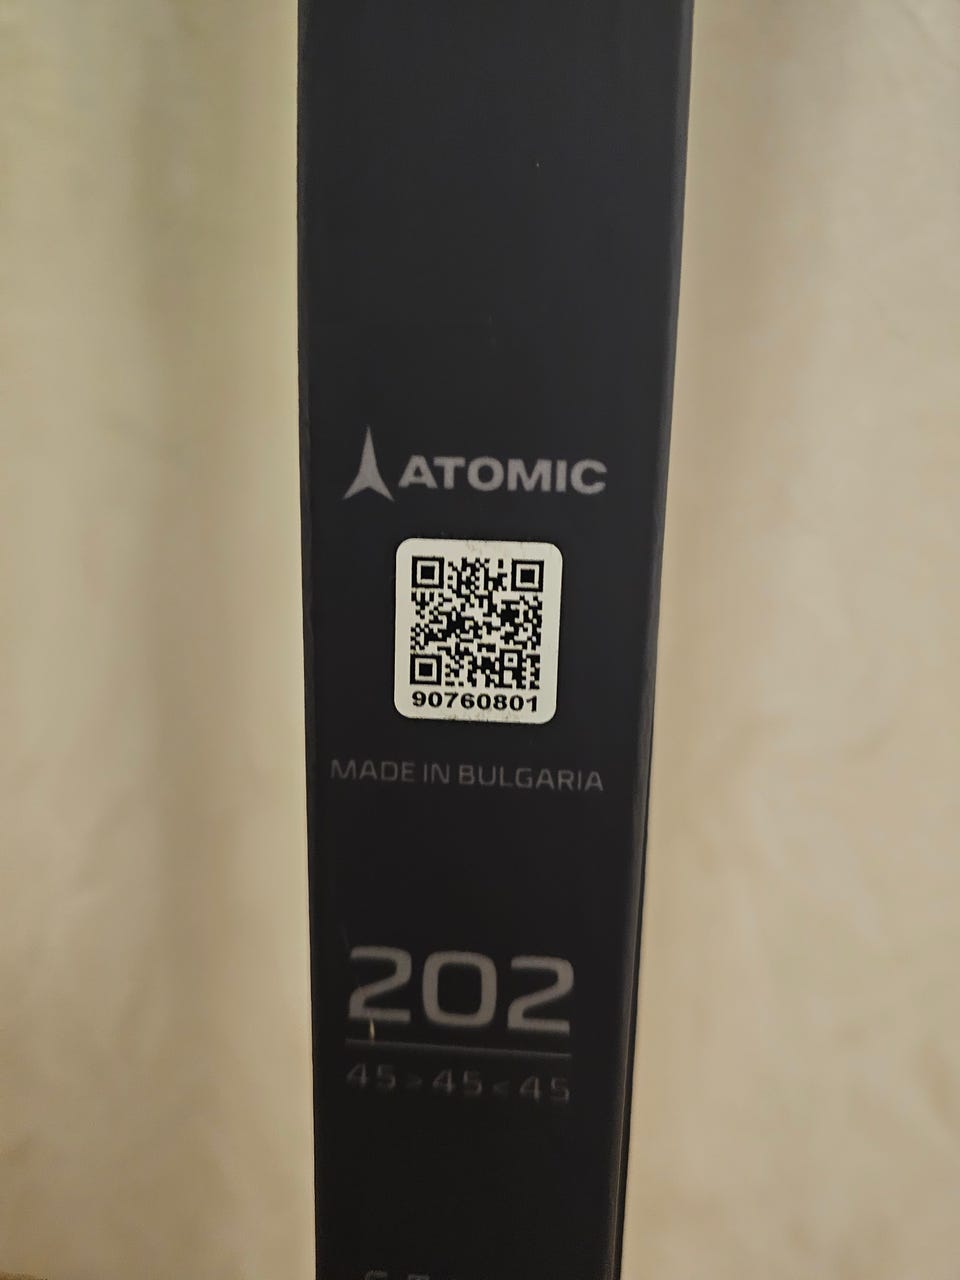 ATOMIC
90760801
MADE IN BULGARIA
202
45>45<45